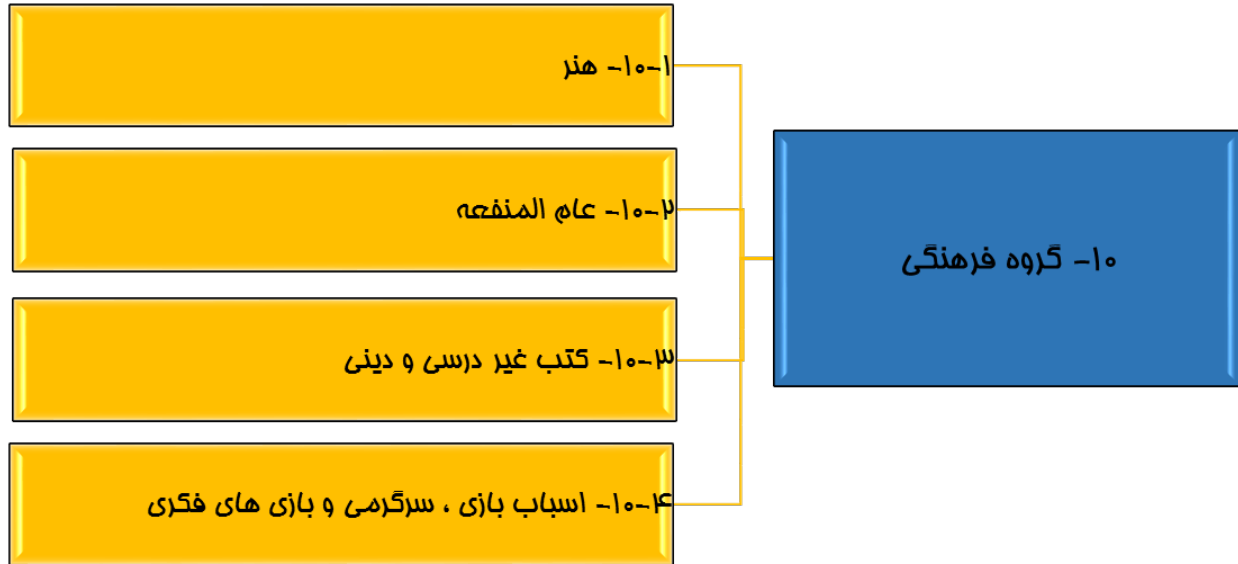 ۱۰- گروه فرهنگی
۱۰-۱- هنر
۱۰-۲- عام المنفعه
۱۰-۳- کتب غیر درسی و دینی
۱۰-۴- اسباب بازی ، سرگرمی و بازی های فکری